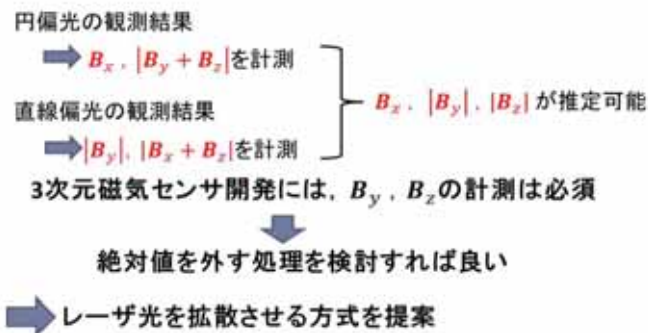 円偏光の観測結果
B_x , |B_y + B_z|を計測
直線偏光の観測結果
|B_y|, |B_x + B_z|を計測
B_x , |B_y| , |B_z| が推定可能
3次元磁気センサ開発には, B_y , B_zの計測は必須
絶対値を外す処理を検討すれば良い
レーザ光を拡散させる方式を提案